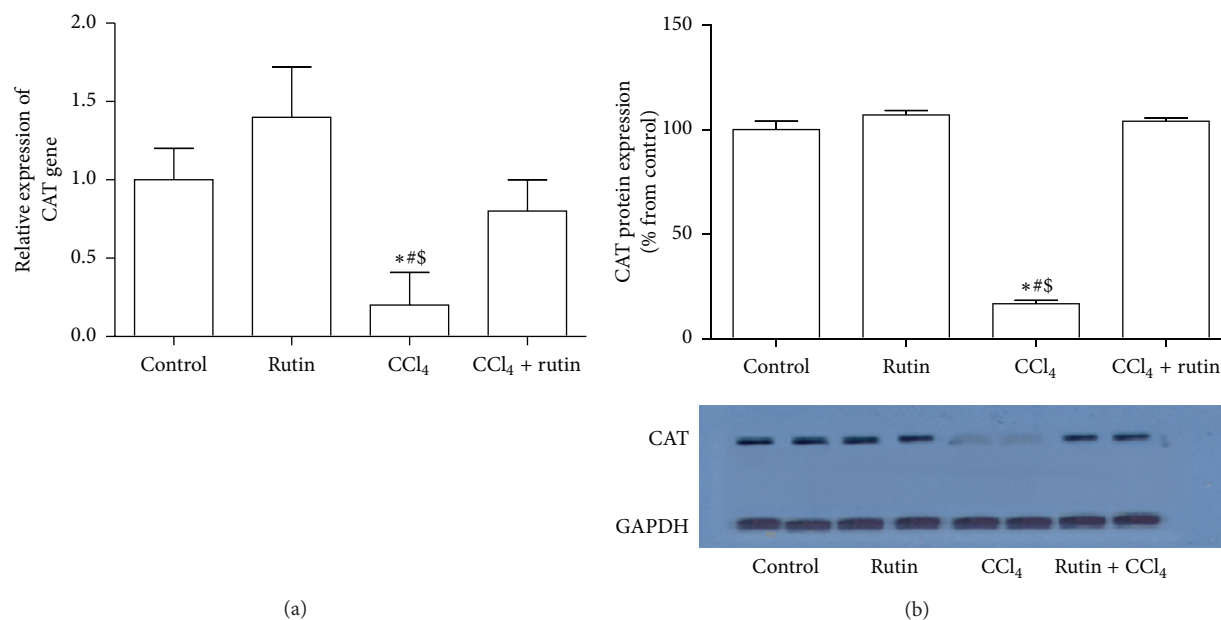 Relative expression of
CAT gene
2.0
1.5
1.0
0.5
0.0
*#$
Control
Rutin
CCl₄
CCl₄ + rutin
(a)
CAT protein expression
(% from control)
150
100
50
0
*#$
Control
Rutin
CCl₄
CCl₄ + rutin
CAT
GAPDH
Control
Rutin
CCl₄
Rutin + CCl₄
(b)